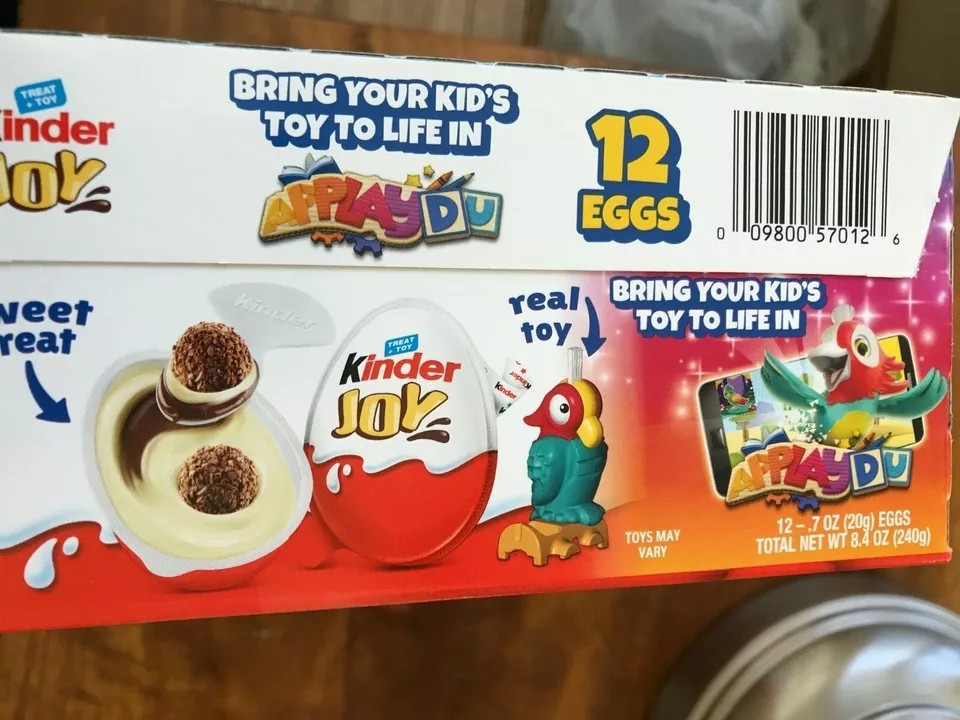 TREAT
+ TOY
inder
JOY
BRING YOUR KID'S
TOY TO LIFE IN
APPLAYDU
12
EGGS
0 09800 57012 6
weet
reat
Kinder
TREAT
+ TOY
Kinder
JOY
real
toy
Kinder
BRING YOUR KID'S
TOY TO LIFE IN
APPLAYDU
TOYS MAY
VARY
12 – .7 OZ (20g) EGGS
TOTAL NET WT 8.4 OZ (240g)